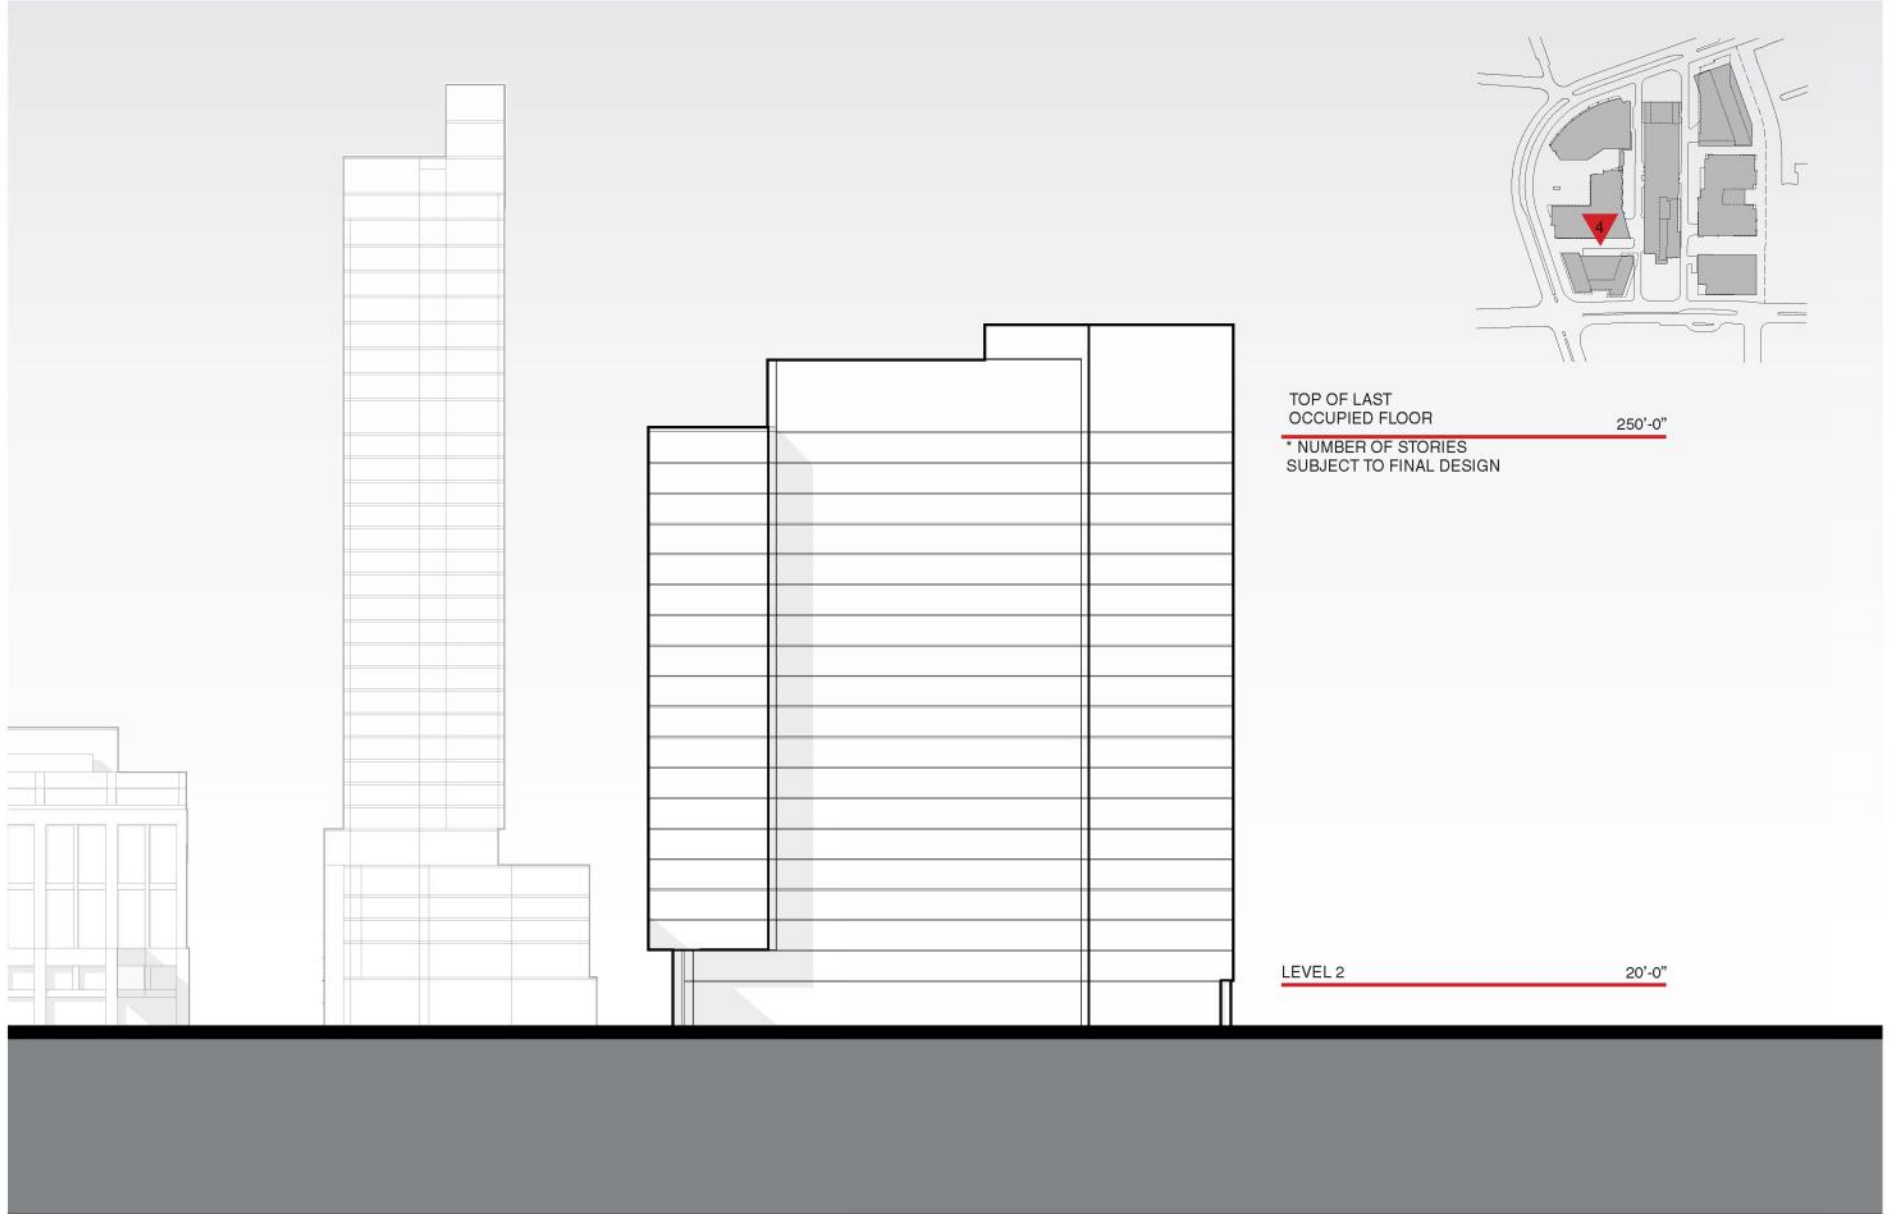 4
TOP OF LAST
OCCUPIED FLOOR 250'-0"
* NUMBER OF STORIES
SUBJECT TO FINAL DESIGN
LEVEL 2 20'-0"